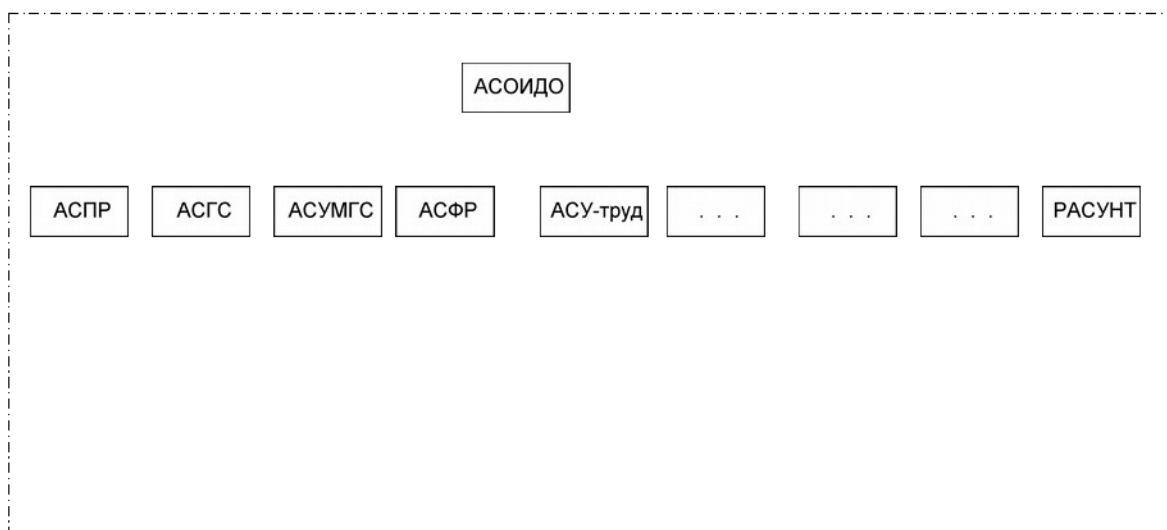 АСОИДО
АСПР АСГС АСУМГС АСФР АСУ-труд . . . . . . . . . РАСУНТ